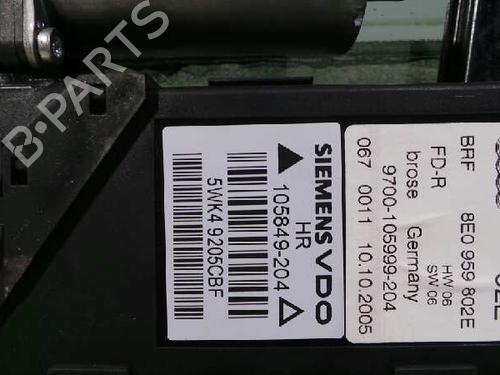 B-PARTS
SIEMENS VDO
HR
105849-204
5WK4 9205CBF
BRF 8E0 959 802E
HW 06
FD-R SW 06
brose Germany
9700-105999-204
067 0011 10.10.2005